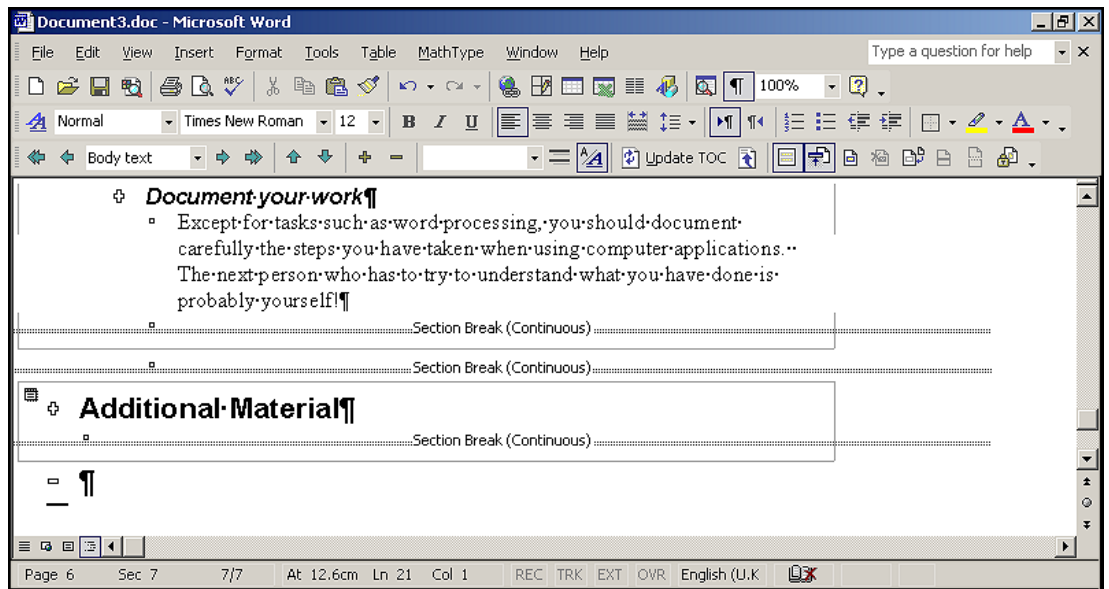 Document3.doc - Microsoft Word
File Edit View Insert Format Tools Table MathType Window Help Type a question for help
ABC 100%
Normal Times New Roman 12 B I U A
Body text Update TOC
Document·your·work¶
Except·for·tasks·such·as·word·processing,·you·should·document·
carefully·the·steps·you·have·taken·when·using·computer·applications.··
The·next·person·who·has·to·try·to·understand·what·you·have·done·is·
probably·yourself!¶
Section Break (Continuous)
Section Break (Continuous)
Additional·Material¶
Section Break (Continuous)
¶
Page 6 Sec 7 7/7 At 12.6cm Ln 21 Col 1 REC TRK EXT OVR English (U.K